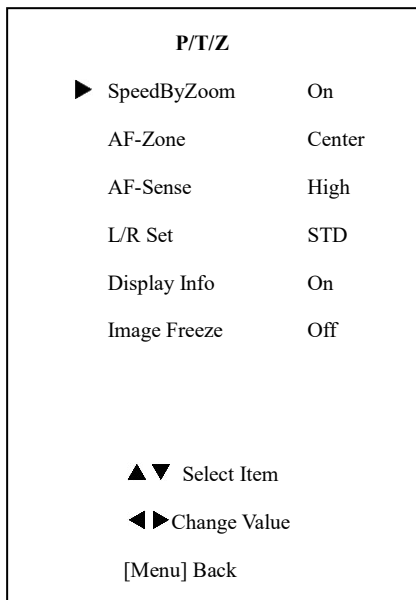 P/T/Z
▶ SpeedByZoom On
AF-Zone Center
AF-Sense High
L/R Set STD
Display Info On
Image Freeze Off
▲▼ Select Item
◀▶Change Value
[Menu] Back